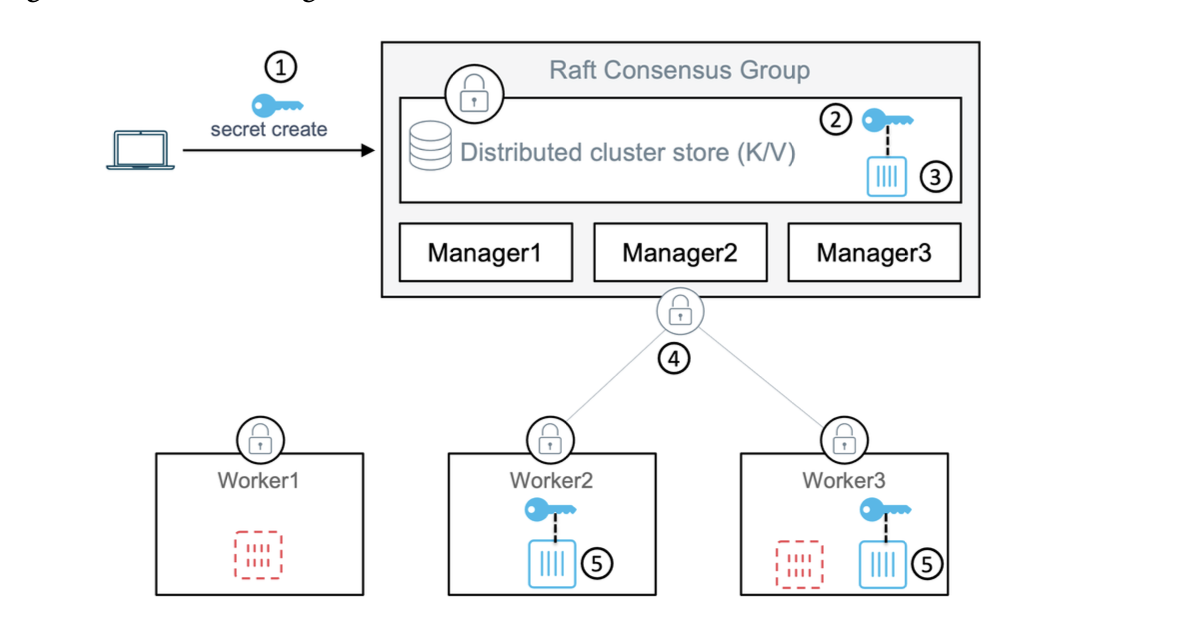 ①
secret create
Raft Consensus Group
②
Distributed cluster store (K/V)
③
Manager1
Manager2
Manager3
④
Worker1
Worker2
Worker3
⑤
⑤